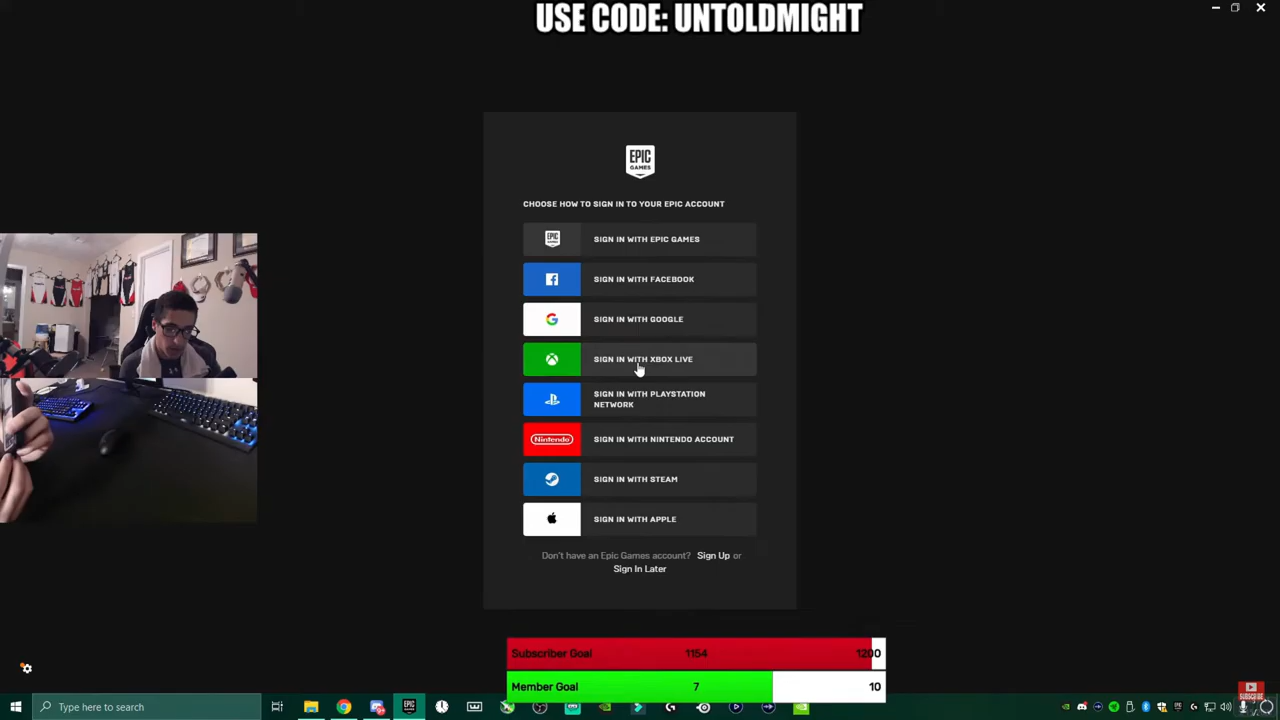 USE CODE: UNTOLDMIGHT
EPIC
GAMES
CHOOSE HOW TO SIGN IN TO YOUR EPIC ACCOUNT
EPIC
GAMES
SIGN IN WITH EPIC GAMES
SIGN IN WITH FACEBOOK
SIGN IN WITH GOOGLE
SIGN IN WITH XBOX LIVE
SIGN IN WITH PLAYSTATION
NETWORK
Nintendo
SIGN IN WITH NINTENDO ACCOUNT
SIGN IN WITH STEAM
SIGN IN WITH APPLE
Don't have an Epic Games account? Sign Up or
Sign In Later
Subscriber Goal 1154 1200
Member Goal 7 10
Type here to search
SUBSCRIBE